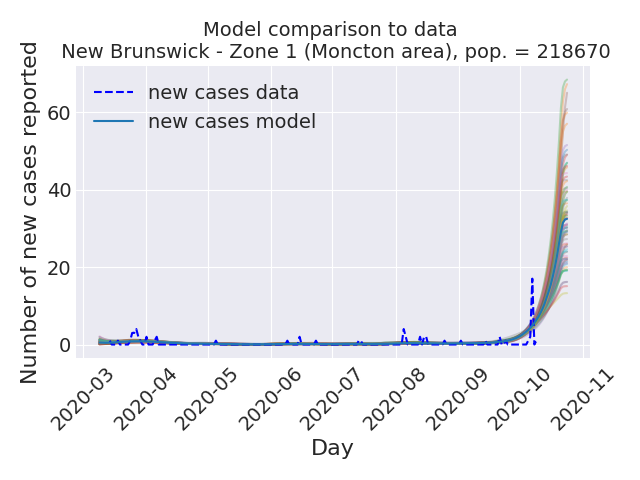 Model comparison to data
New Brunswick - Zone 1 (Moncton area), pop. = 218670
Number of new cases reported
60
40
20
0
new cases data
new cases model
2020-03
2020-04
2020-05
2020-06
2020-07
2020-08
2020-09
2020-10
2020-11
Day